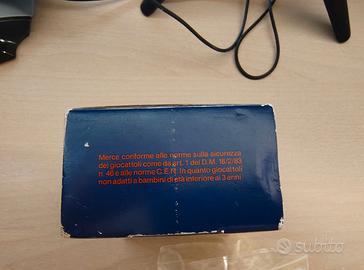 Merce conforme alle norme sulla sicurezza
dei giocattoli come da art. 1 del D.M. 18/2/83
n. 46 e alle norme C.E.R. In quanto giocattoli
non adatti a bambini di età inferiore ai 3 anni
subito